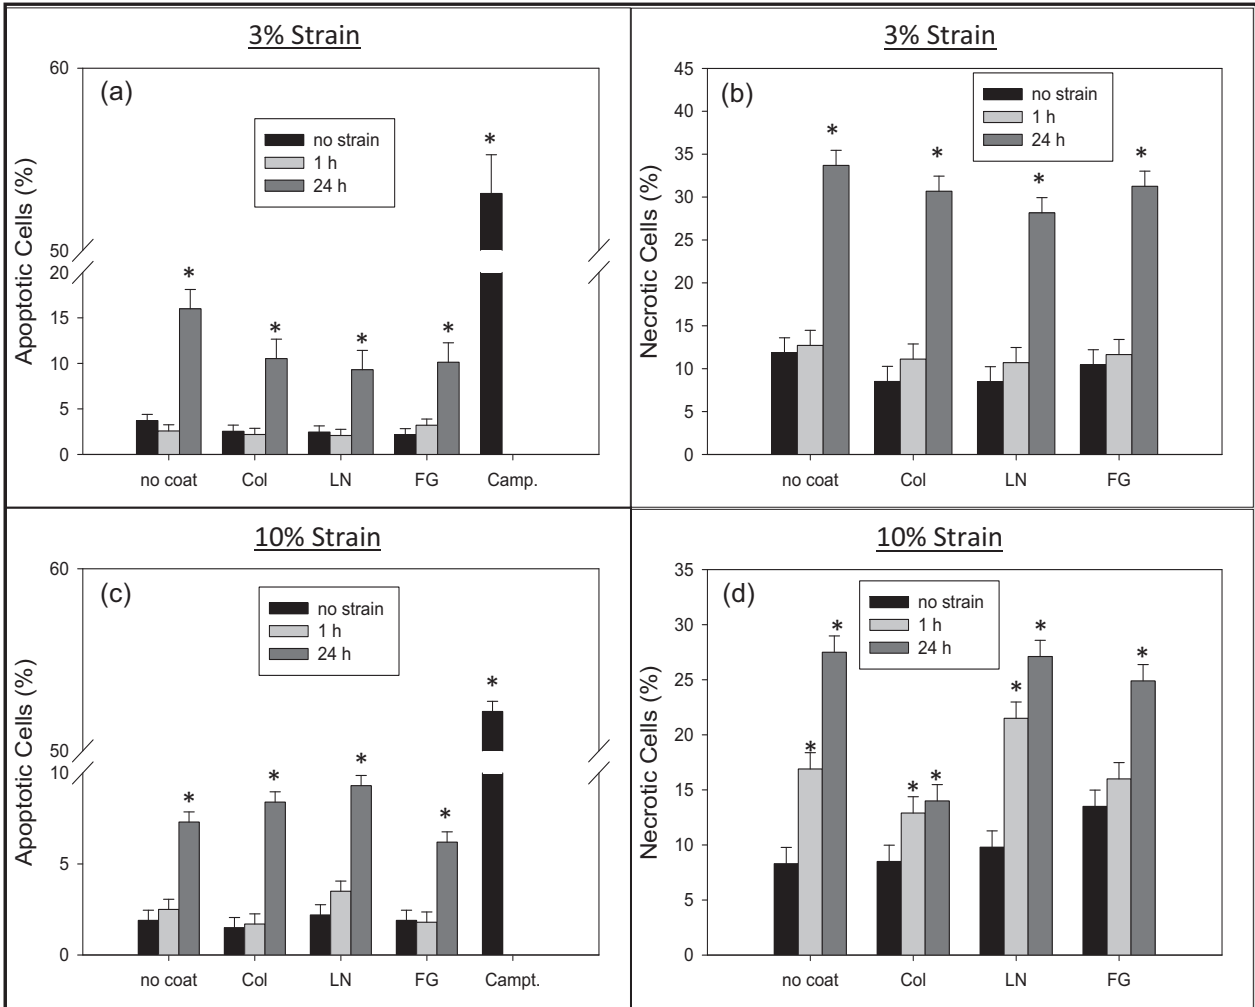 3% Strain
(a)
Apoptotic Cells (%)
60
50
20
15
10
5
0
no strain
1 h
24 h
*
*
*
*
*
no coat
Col
LN
FG
Camp.
3% Strain
(b)
Necrotic Cells (%)
45
40
35
30
25
20
15
10
5
0
no strain
1 h
24 h
*
*
*
*
no coat
Col
LN
FG
10% Strain
(c)
Apoptotic Cells (%)
60
50
10
5
0
no strain
1 h
24 h
*
*
*
*
*
no coat
Col
LN
FG
Campt.
10% Strain
(d)
Necrotic Cells (%)
35
30
25
20
15
10
5
0
no strain
1 h
24 h
*
*
*
*
*
*
*
no coat
Col
LN
FG